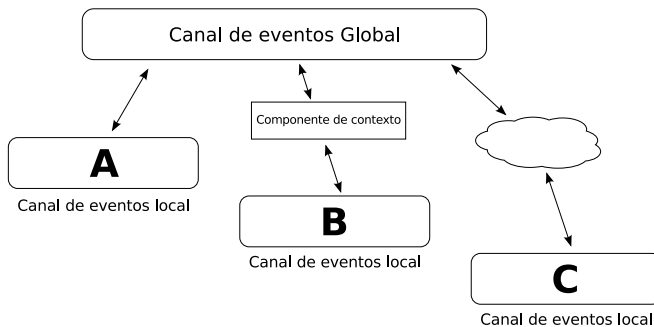 Canal de eventos Global
Componente de contexto
A
Canal de eventos local
B
Canal de eventos local
C
Canal de eventos local